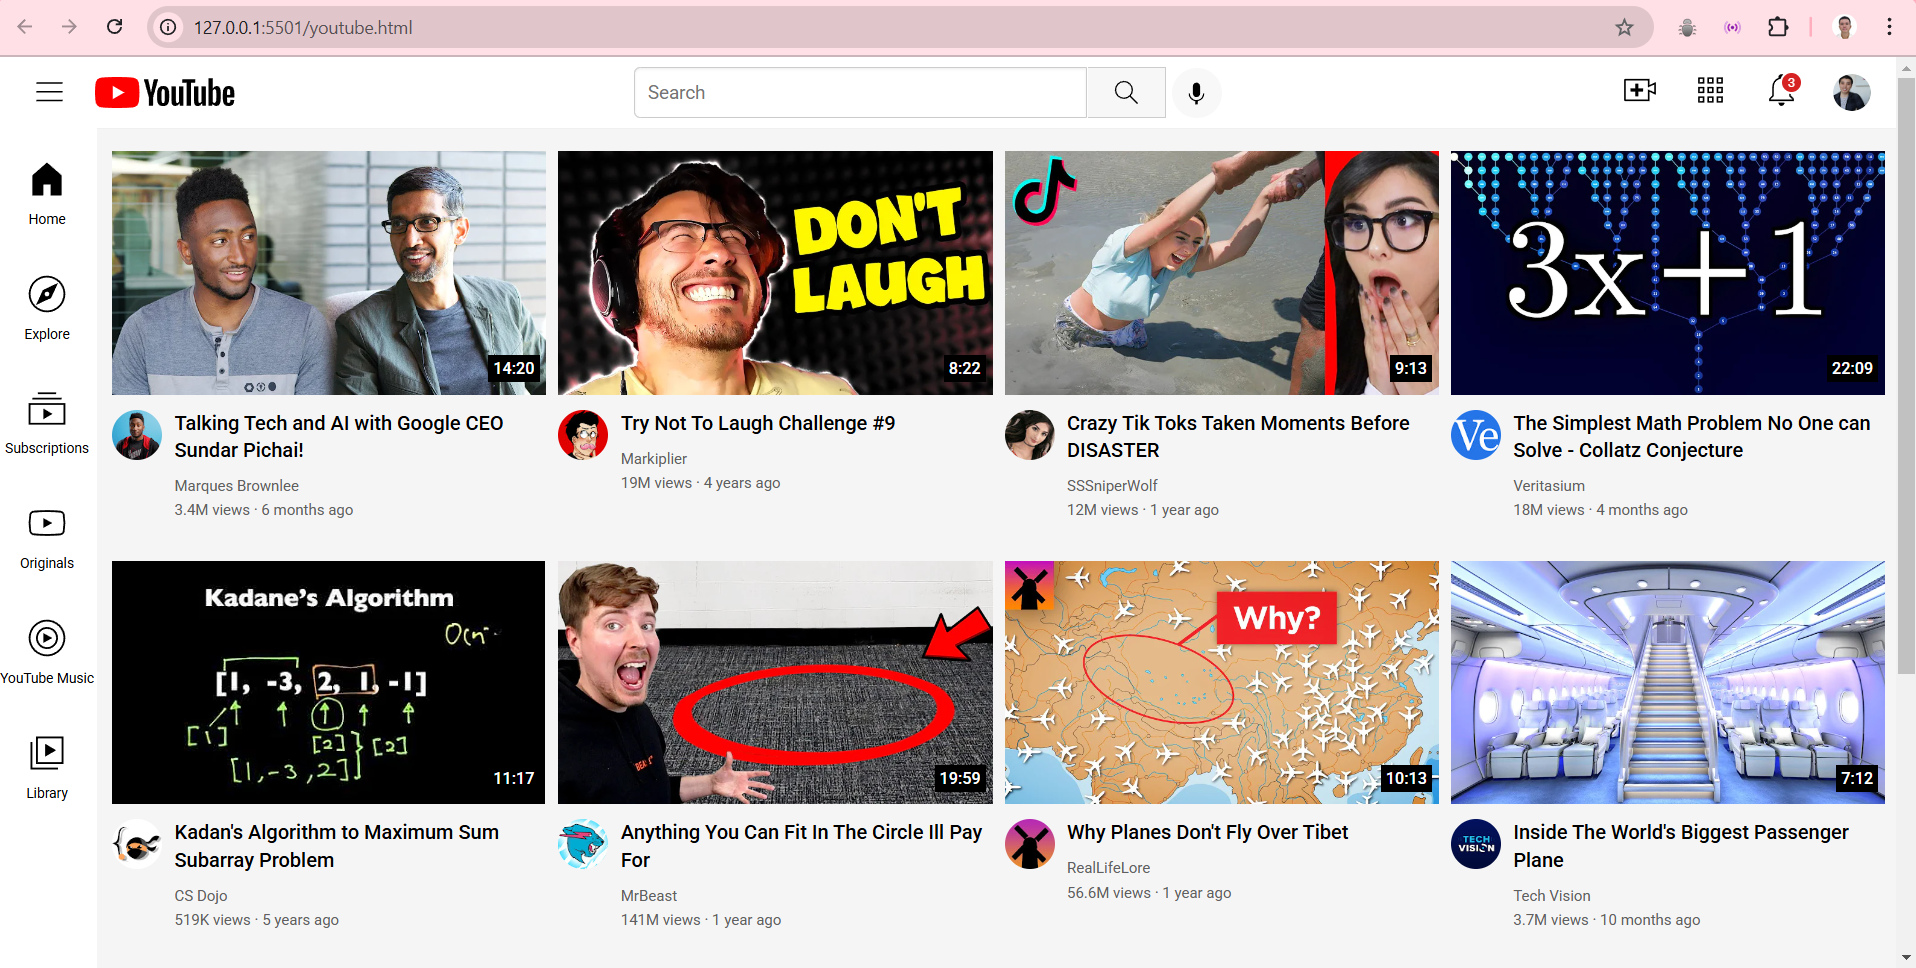 127.0.0.1:5501/youtube.html
YouTube
Search
3
Home
Explore
Subscriptions
Originals
YouTube Music
Library
14:20
Talking Tech and AI with Google CEO
Sundar Pichai!
Marques Brownlee
3.4M views · 6 months ago
DON'T
LAUGH
8:22
Try Not To Laugh Challenge #9
Markiplier
19M views · 4 years ago
9:13
Crazy Tik Toks Taken Moments Before
DISASTER
SSSniperWolf
12M views · 1 year ago
3x+1
22:09
Ve
The Simplest Math Problem No One can
Solve - Collatz Conjecture
Veritasium
18M views · 4 months ago
Kadane's Algorithm
[1, -3, 2, 1, -1]
[1]
[2]
[2]
[1, -3, 2]
11:17
Kadan's Algorithm to Maximum Sum
Subarray Problem
CS Dojo
519K views · 5 years ago
19:59
Anything You Can Fit In The Circle Ill Pay
For
MrBeast
141M views · 1 year ago
Why?
10:13
Why Planes Don't Fly Over Tibet
RealLifeLore
56.6M views · 1 year ago
7:12
TECH
VISION
Inside The World's Biggest Passenger
Plane
Tech Vision
3.7M views · 10 months ago